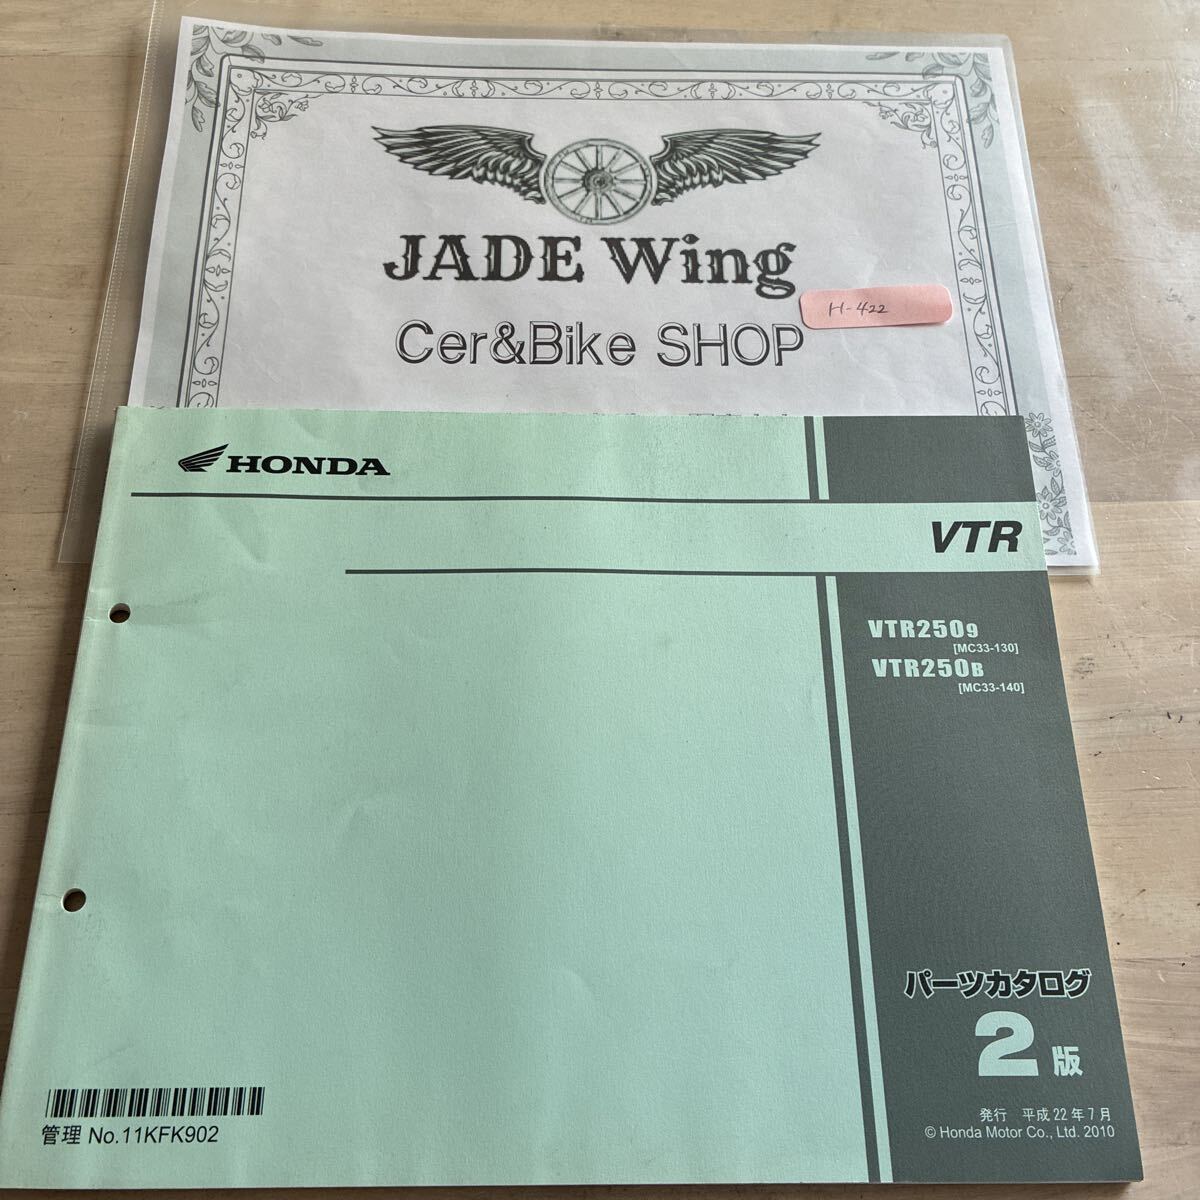 JADE Wing
H-422
Cer&Bike SHOP
HONDA
VTR
VTR2509
[MC33-130]
VTR250B
[MC33-140]
パーツカタログ
2版
発行 平成22年7月
© Honda Motor Co., Ltd. 2010
管理 No.11KFK902